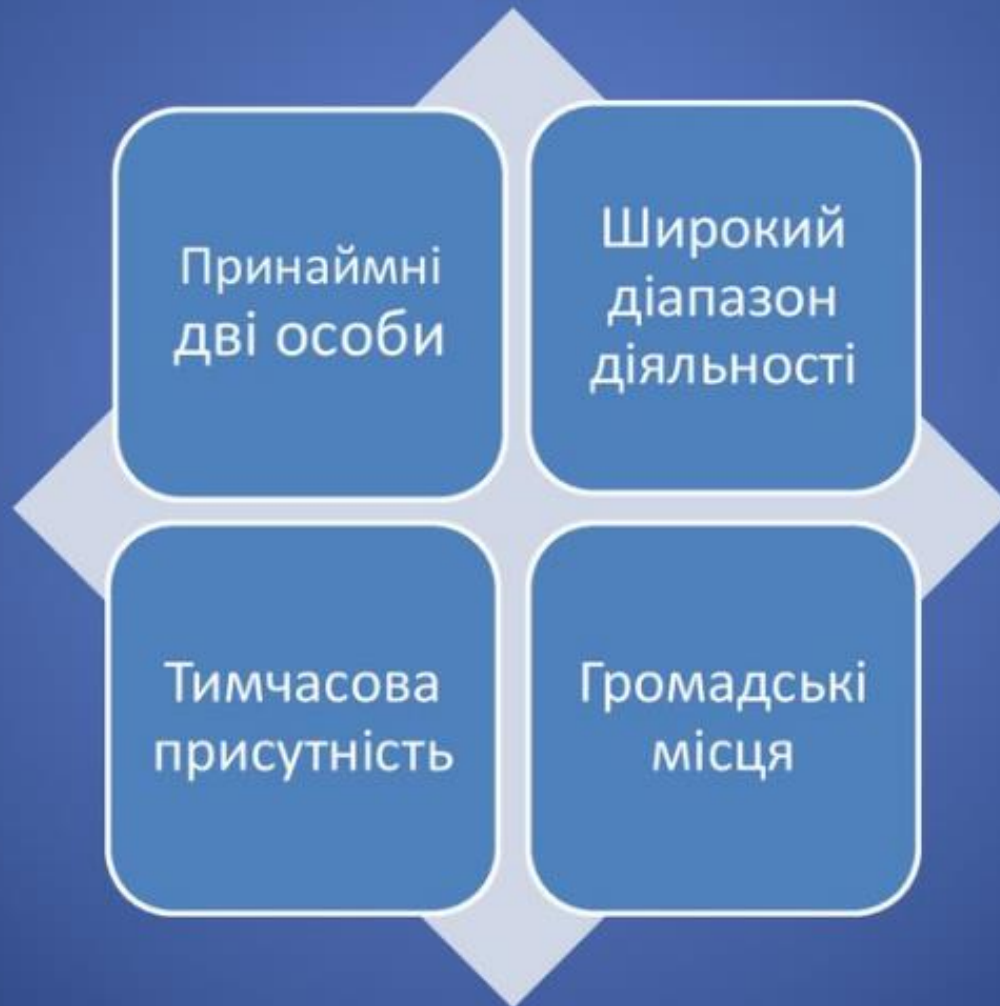 Принаймні
дві особи
Широкий
діапазон
діяльності
Тимчасова
присутність
Громадські
місця